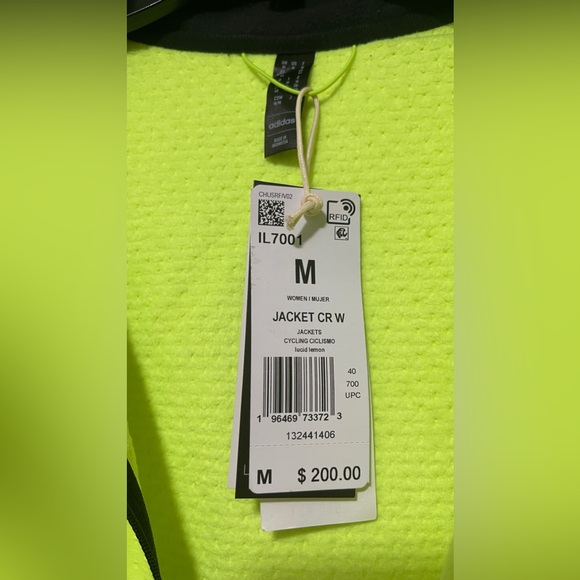 adidas
CHUSRFIV02
RFID
IL7001
M
WOMEN / MUJER
JACKET CR W
JACKETS
CYCLING CICLISMO
lucid lemon
40
700
UPC
1 96469 73372 3
132441406
M $ 200.00
L